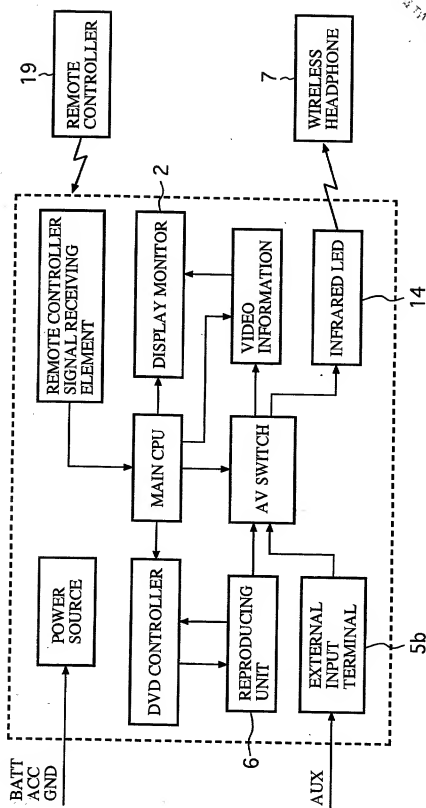 19
REMOTE
CONTROLLER
7
WIRELESS
HEADPHONE
REMOTE CONTROLLER
SIGNAL RECEIVING
ELEMENT
2
DISPLAY MONITOR
VIDEO
INFORMATION
INFRARED LED
14
MAIN CPU
AV SWITCH
POWER
SOURCE
DVD CONTROLLER
REPRODUCING
UNIT
6
EXTERNAL
INPUT
TERMINAL
5b
BATT
ACC
GND
AUX